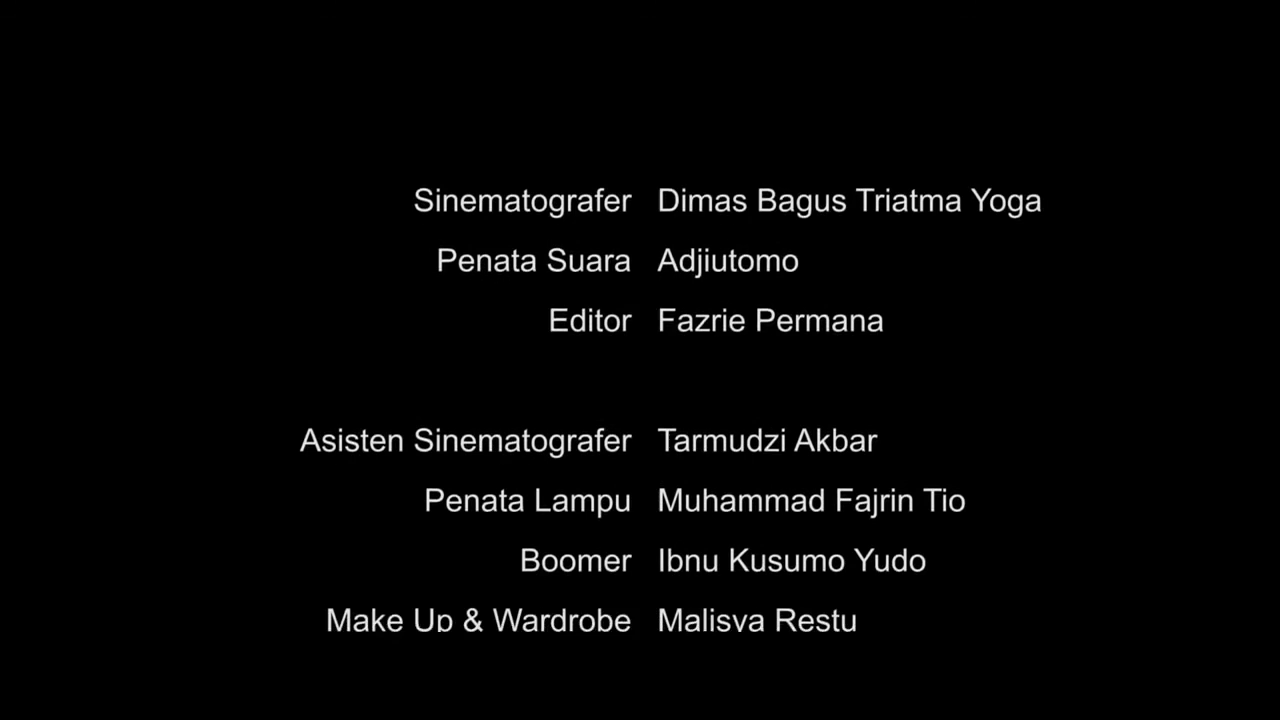 Sinematografer Dimas Bagus Triatma Yoga
Penata Suara Adjiutomo
Editor Fazrie Permana
Asisten Sinematografer Tarmudzi Akbar
Penata Lampu Muhammad Fajrin Tio
Boomer Ibnu Kusumo Yudo
Make Up & Wardrobe Malisya Restu